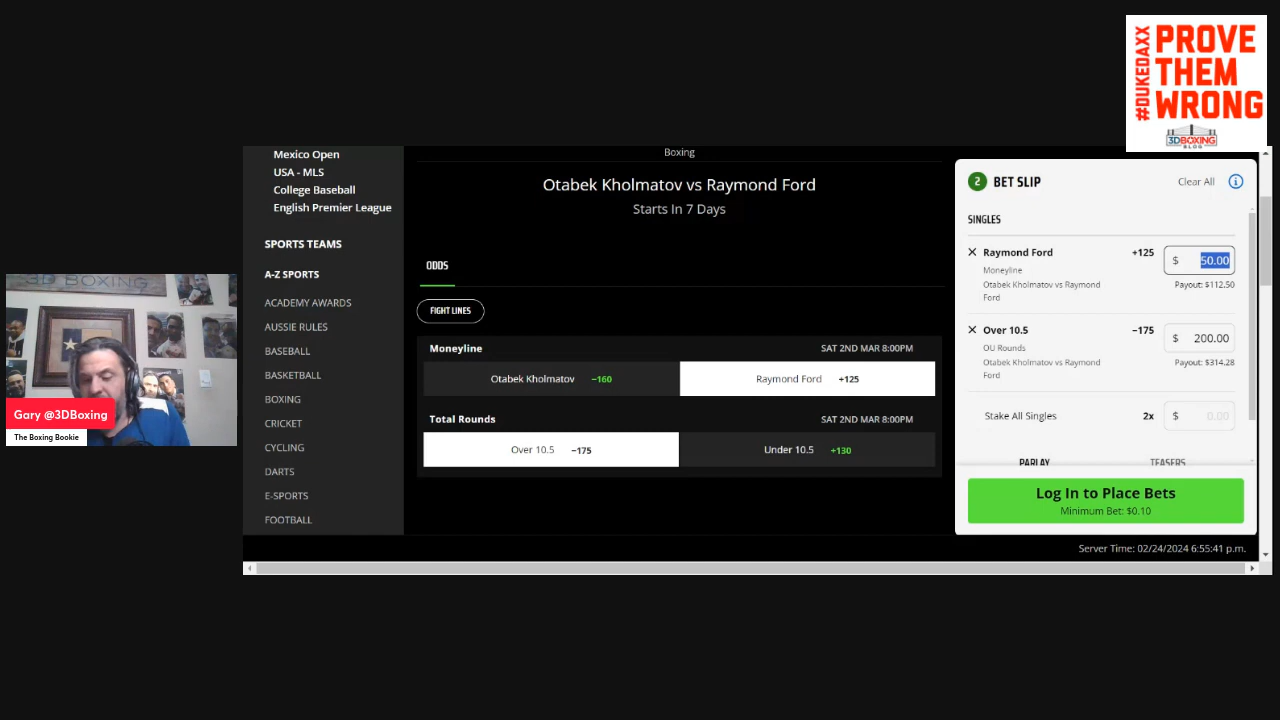 #DUKEDAXX
PROVE
THEM
WRONG
3DBOXING
BLOG
Mexico Open
USA - MLS
College Baseball
English Premier League
SPORTS TEAMS
A-Z SPORTS
ACADEMY AWARDS
AUSSIE RULES
BASEBALL
BASKETBALL
BOXING
CRICKET
CYCLING
DARTS
E-SPORTS
FOOTBALL
Boxing
Otabek Kholmatov vs Raymond Ford
Starts In 7 Days
ODDS
FIGHT LINES
Moneyline SAT 2ND MAR 8:00PM
Otabek Kholmatov −160 Raymond Ford +125
Total Rounds SAT 2ND MAR 8:00PM
Over 10.5 −175 Under 10.5 +130
2 BET SLIP Clear All
SINGLES
Raymond Ford +125 $ 50.00
Moneyline
Otabek Kholmatov vs Raymond Payout: $112.50
Ford
Over 10.5 −175 $ 200.00
OU Rounds
Otabek Kholmatov vs Raymond Payout: $314.28
Ford
Stake All Singles 2x $ 0.00
PARLAY TEASERS
Log In to Place Bets
Minimum Bet: $0.10
Server Time: 02/24/2024 6:55:41 p.m.
3D BOXING
Gary @3DBoxing
The Boxing Bookie